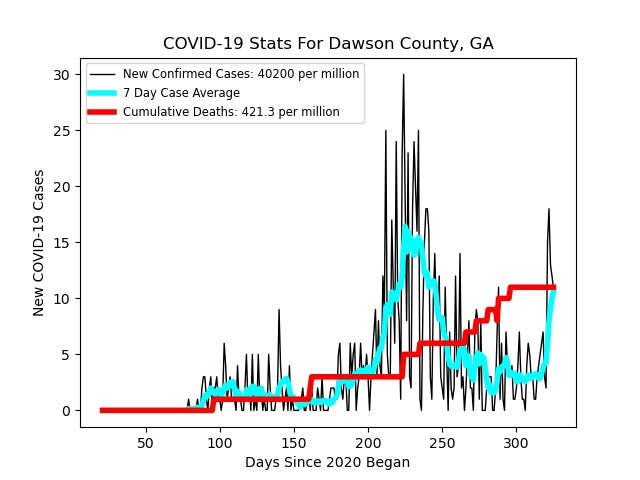 COVID-19 Stats For Dawson County, GA
New Confirmed Cases: 40200 per million
7 Day Case Average
Cumulative Deaths: 421.3 per million
New COVID-19 Cases
30
25
20
15
10
5
0
50 100 150 200 250 300
Days Since 2020 Began